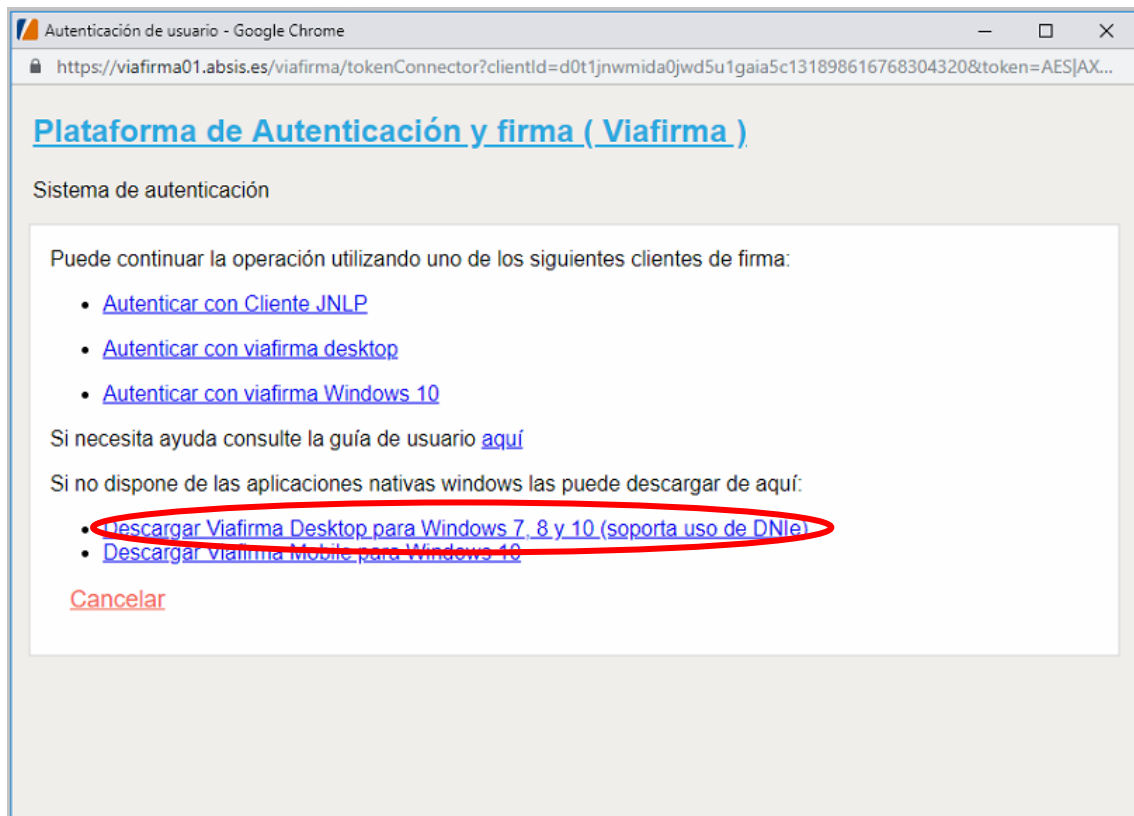 Autenticación de usuario - Google Chrome
https://viafirma01.absis.es/viafirma/tokenConnector?clientId=d0t1jnwmida0jwd5u1gaia5c131898616768304320&token=AES|AX...
Plataforma de Autenticación y firma ( Viafirma )
Sistema de autenticación
Puede continuar la operación utilizando uno de los siguientes clientes de firma:
Autenticar con Cliente JNLP
Autenticar con viafirma desktop
Autenticar con viafirma Windows 10
Si necesita ayuda consulte la guía de usuario aquí
Si no dispone de las aplicaciones nativas windows las puede descargar de aquí:
Descargar Viafirma Desktop para Windows 7, 8 y 10 (soporta uso de DNIe)
Descargar Viafirma Mobile para Windows 10
Cancelar